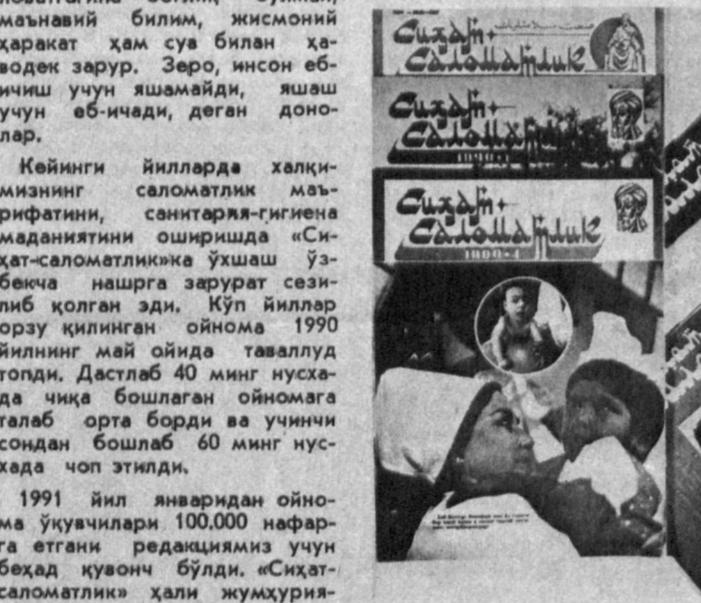 маънавий билим, жисмоний
ҳаракат ҳам сув билан ҳа-
водек зарур. Зеро, инсон еб-
ичиш учун яшамайди, яшаш
учун еб-ичади, деган доно-
лар.
Кейинги йилларда халқи-
мизнинг саломатлик маъ-
рифатини, санитария-гигиена
маданиятини оширишда «Си-
ҳат-саломатлик»ка ўхшаш ўз-
бекча нашрга зарурат сези-
либ қолган эди. Кўп йиллар
орзу қилинган ойнома 1990
йилнинг май ойида таваллуд
топди. Дастлаб 40 минг нусха-
да чиқа бошлаган ойномага
талаб орта борди ва учинчи
сондан бошлаб 60 минг нус-
хада чоп этилди.
1991 йил январидан ойно-
ма ўқувчилари 100.000 нафар-
га етгани редакциямиз учун
беҳад қувонч бўлди. «Сиҳат-
саломатлик» ҳали жумҳурия-
Сиҳат-
Саломатлик
Сиҳат-
Саломатлик
Сиҳат-
Саломатлик